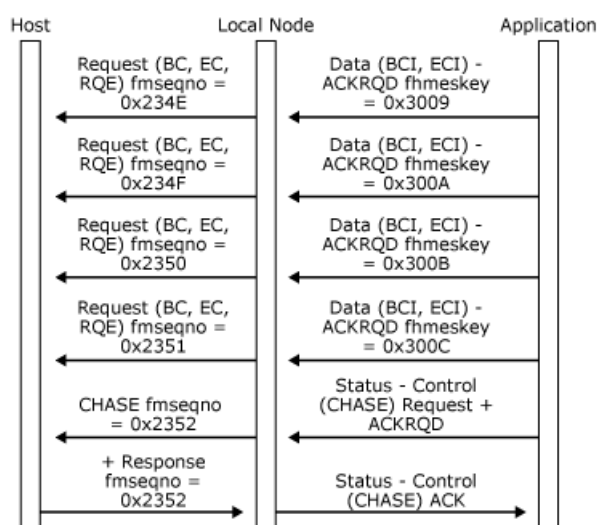 Host
Local Node
Application
Request (BC, EC,
RQE) fmseqno =
0x234E
Data (BCI, ECI) -
ACKRQD fhmeskey
= 0x3009
Request (BC, EC,
RQE) fmseqno =
0x234F
Data (BCI, ECI) -
ACKRQD fhmeskey
= 0x300A
Request (BC, EC,
RQE) fmseqno =
0x2350
Data (BCI, ECI) -
ACKRQD fhmeskey
= 0x300B
Request (BC, EC,
RQE) fmseqno =
0x2351
Data (BCI, ECI) -
ACKRQD fhmeskey
= 0x300C
CHASE fmseqno
= 0x2352
Status - Control
(CHASE) Request +
ACKRQD
+ Response
fmseqno =
0x2352
Status - Control
(CHASE) ACK